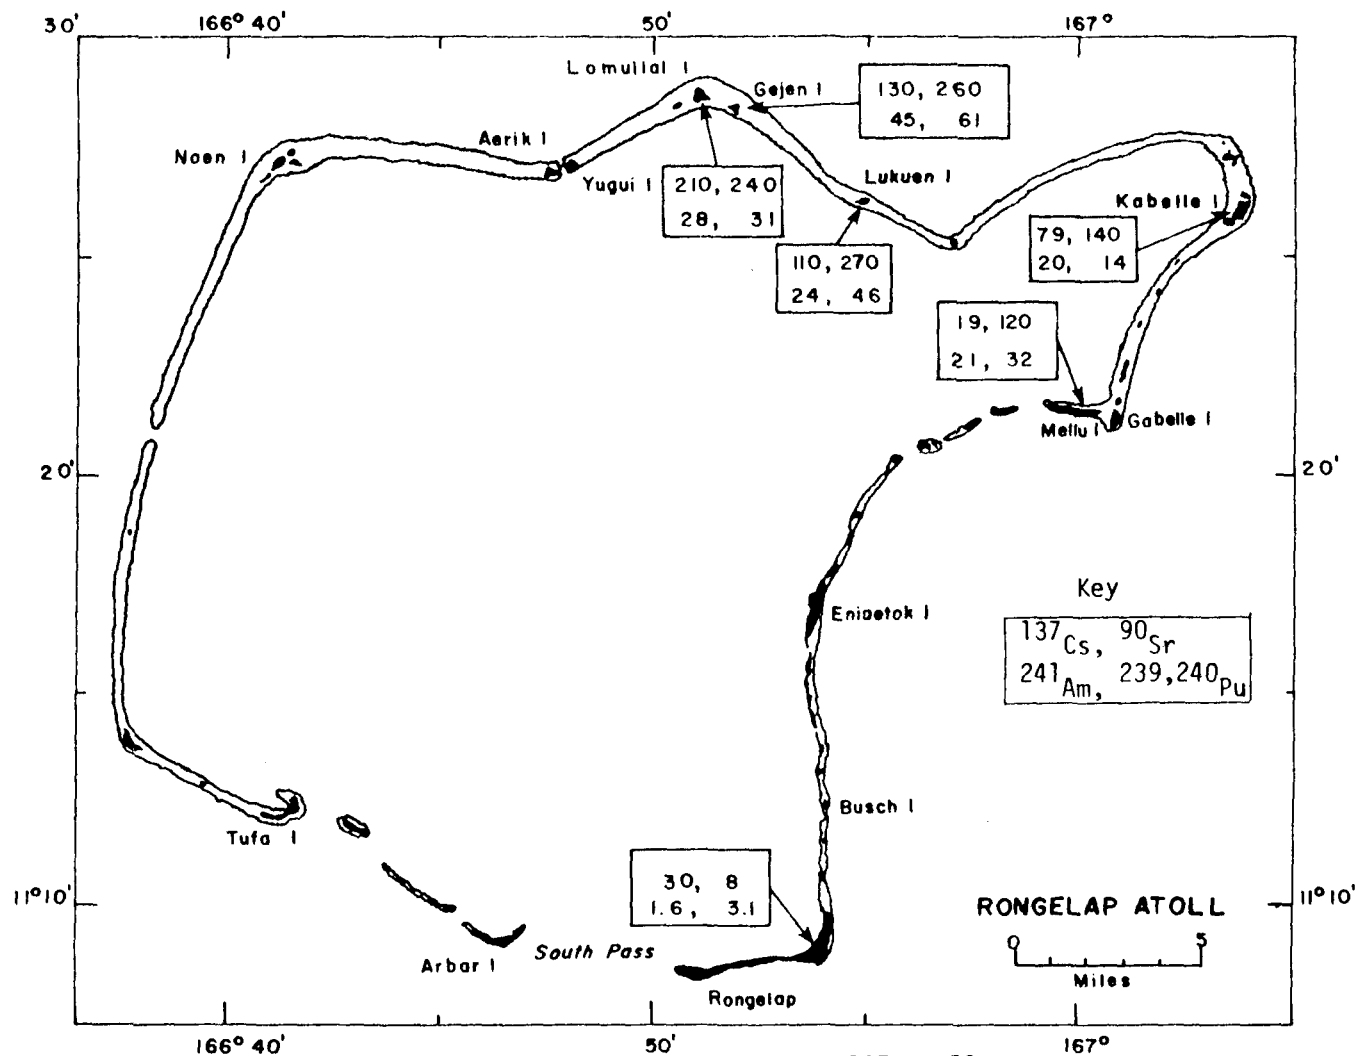 30' 166° 40' 50' 167°
Lomuilal I
Gejen I
130, 260
45, 61
Aerik I
Naen I
Yugui I
210, 240
28, 31
Lukuen I
Kabelle I
79, 140
20, 14
110, 270
24, 46
19, 120
21, 32
Mellu I
Gabelle I
20'
20'
Eniaetok I
Key
137Cs, 90Sr
241Am, 239,240Pu
Busch I
Tufa I
30, 8
1.6, 3.1
11°10'
11°10'
RONGELAP ATOLL
0 5
Miles
South Pass
Arbar I
Rongelap
166° 40' 50' 167°